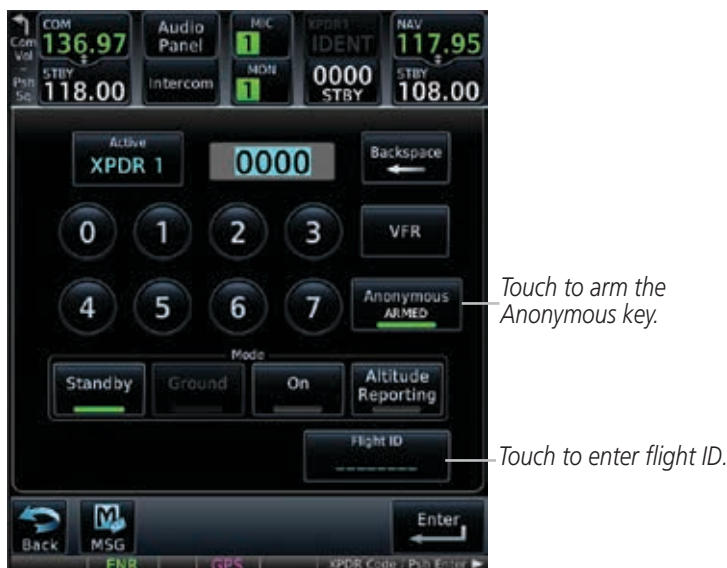 COM
136.97
STBY
118.00
Com
Vol
Psh
Sq
Audio
Panel
Intercom
MIC
1
MON
1
XPDR1
IDENT
0000
STBY
NAV
117.95
STBY
108.00
Active
XPDR 1
0000
Backspace
0
1
2
3
VFR
4
5
6
7
Anonymous
ARMED
Touch to arm the
Anonymous key.
Mode
Standby
Ground
On
Altitude
Reporting
Flight ID
_ _ _ _ _ _ _ _
Touch to enter flight ID.
Back
MSG
Enter
ENR
GPS
XPDR Code / Psh Enter